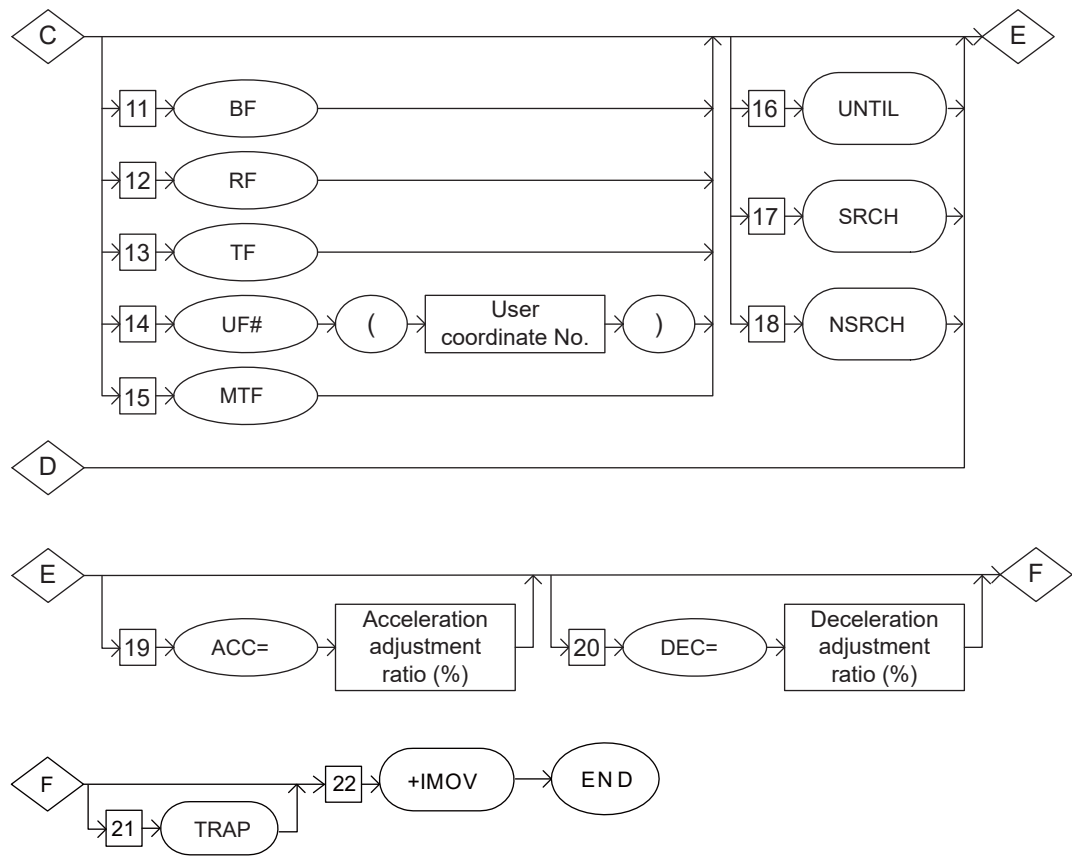 C
E
11
BF
16
UNTIL
12
RF
17
SRCH
13
TF
14
UF#
(
User
coordinate No.
)
18
NSRCH
15
MTF
D
E
F
19
ACC=
Acceleration
adjustment
ratio (%)
20
DEC=
Deceleration
adjustment
ratio (%)
F
22
+IMOV
END
21
TRAP